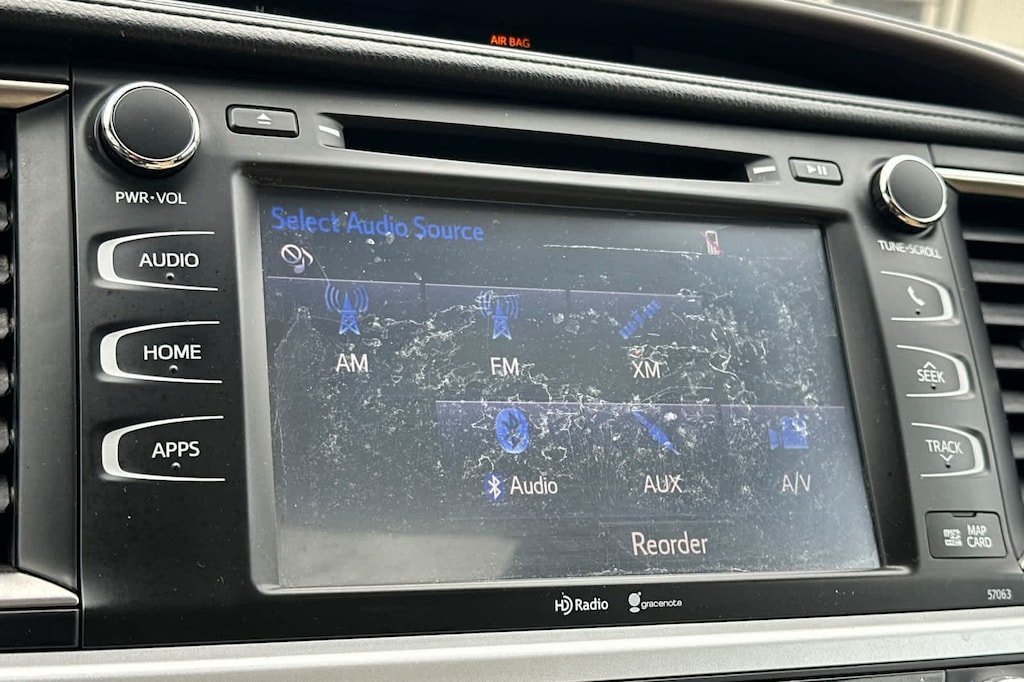 AIR BAG
PWR•VOL
AUDIO
HOME
APPS
Select Audio Source
AM FM XM
Audio AUX A/V
Reorder
TUNE•SCROLL
SEEK
TRACK
MAP
CARD
57063
HD Radio gracenote